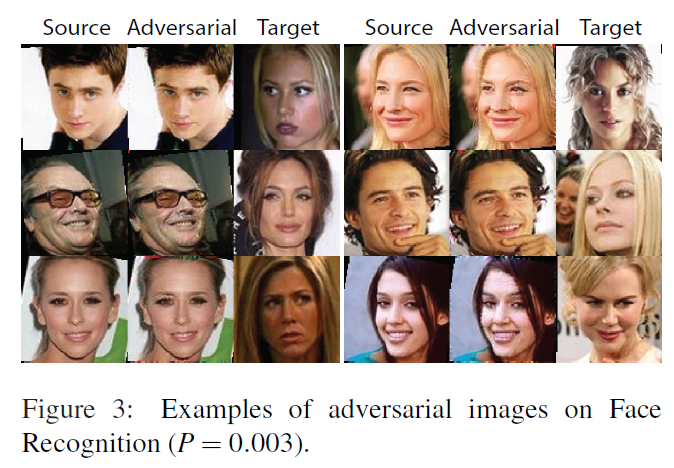 Source Adversarial Target Source Adversarial Target
Figure 3: Examples of adversarial images on Face
Recognition (P = 0.003).